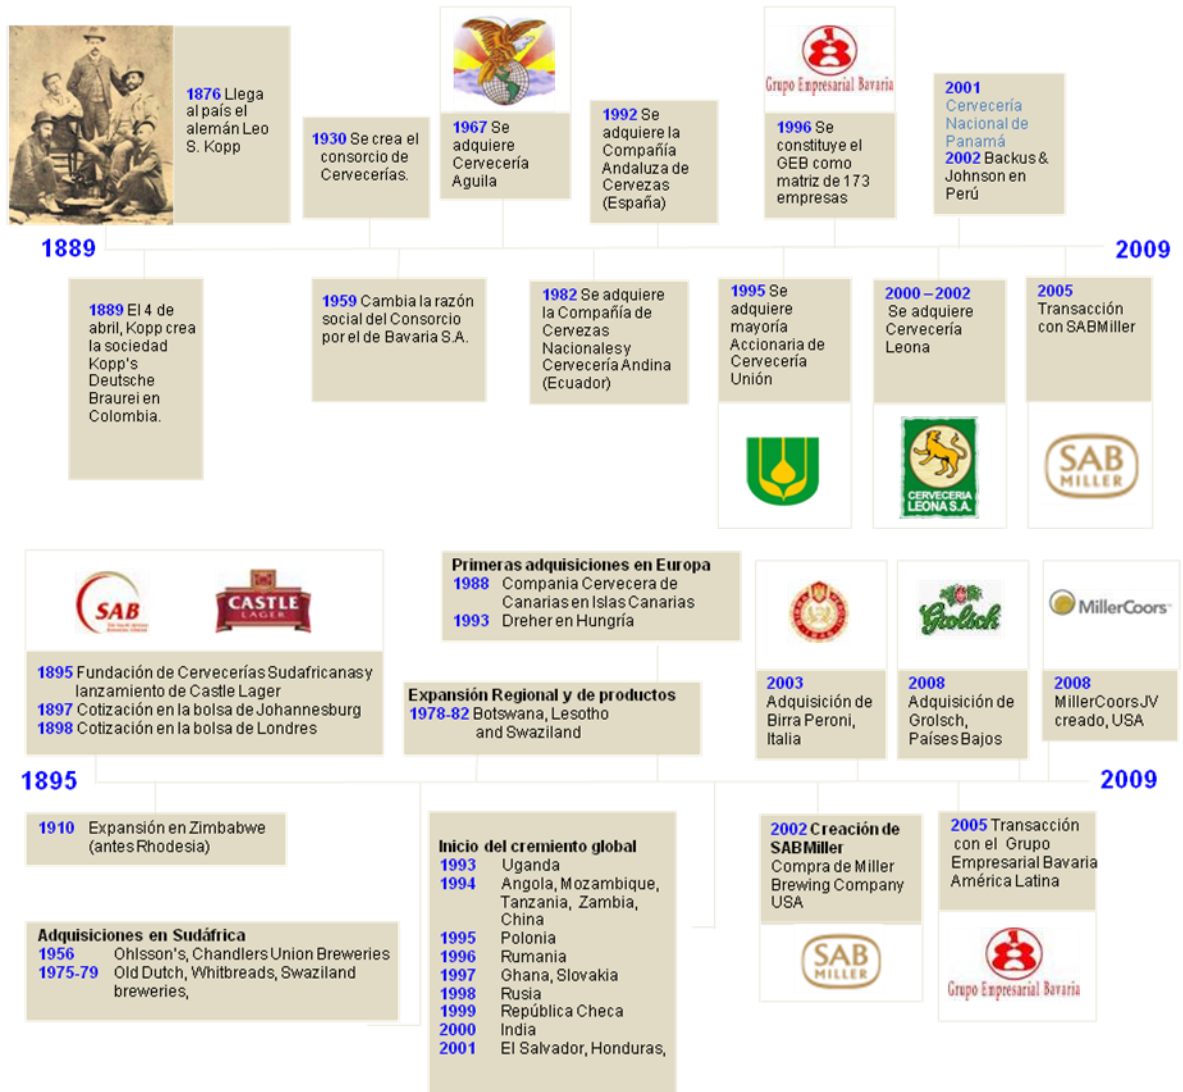 1876 Llega
al país el
alemán Leo
S. Kopp
1930 Se crea el
consorcio de
Cervecerías.
1967 Se
adquiere
Cervecería
Aguila
1992 Se
adquiere la
Compañía
Andaluza de
Cervezas
(España)
Grupo Empresarial Bavaria
1996 Se
constituye el
GEB como
matriz de 173
empresas
2001
Cervecería
Nacional de
Panamá
2002 Backus &
Johnson en
Perú
1889
2009
1889 El 4 de
abril, Kopp crea
la sociedad
Kopp's
Deutsche
Braurei en
Colombia.
1959 Cambia la razón
social del Consorcio
por el de Bavaria S.A.
1982 Se adquiere
la Compañía de
Cervezas
Nacionales y
Cervecería Andina
(Ecuador)
1995 Se
adquiere
mayoría
Accionaria de
Cervecería
Unión
2000 – 2002
Se adquiere
Cervecería
Leona
CERVECERIA
LEONA S.A.
2005
Transacción
con SABMiller
SAB
MILLER
SAB
CASTLE
LAGER
1895 Fundación de Cervecerías Sudafricanas y
lanzamiento de Castle Lager
1897 Cotización en la bolsa de Johannesburg
1898 Cotización en la bolsa de Londres
Primeras adquisiciones en Europa
1988 Compania Cervecera de
Canarias en Islas Canarias
1993 Dreher en Hungría
Expansión Regional y de productos
1978-82 Botswana, Lesotho
and Swaziland
2003
Adquisición de
Birra Peroni,
Italia
Grolsch
2008
Adquisición de
Grolsch,
Países Bajos
MillerCoors
2008
MillerCoors JV
creado, USA
1895
2009
1910 Expansión en Zimbabwe
(antes Rhodesia)
Adquisiciones en Sudáfrica
1956 Ohlsson's, Chandlers Union Breweries
1975-79 Old Dutch, Whitbreads, Swaziland
breweries,
Inicio del cremiento global
1993 Uganda
1994 Angola, Mozambique,
Tanzania, Zambia,
China
1995 Polonia
1996 Rumania
1997 Ghana, Slovakia
1998 Rusia
1999 República Checa
2000 India
2001 El Salvador, Honduras,
2002 Creación de
SABMiller
Compra de Miller
Brewing Company
USA
SAB
MILLER
2005 Transacción
con el Grupo
Empresarial Bavaria
América Latina
Grupo Empresarial Bavaria